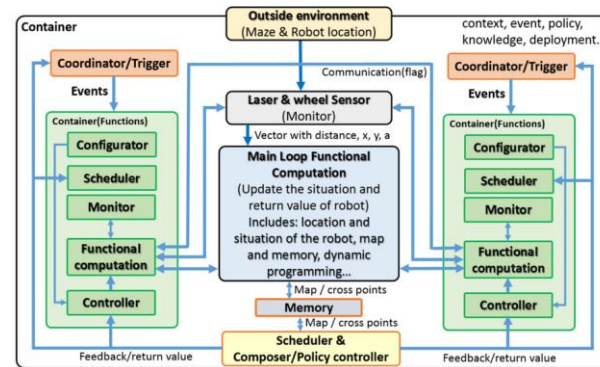 Container
Outside environment
(Maze & Robot location)
context, event, policy,
knowledge, deployment.
Coordinator/Trigger
Coordinator/Trigger
Communication(flag)
Events
Events
Laser & wheel Sensor
(Monitor)
Container(Functions)
Configurator
Scheduler
Monitor
Functional
computation
Controller
Vector with distance, x, y, a
Main Loop Functional
Computation
(Update the situation and
return value of robot)
Includes: location and
situation of the robot, map
and memory, dynamic
programming...
Container(Functions)
Configurator
Scheduler
Monitor
Functional
computation
Controller
Map / cross points
Memory
Map / cross points
Scheduler &
Composer/Policy controller
Feedback/return value
Feedback/return value